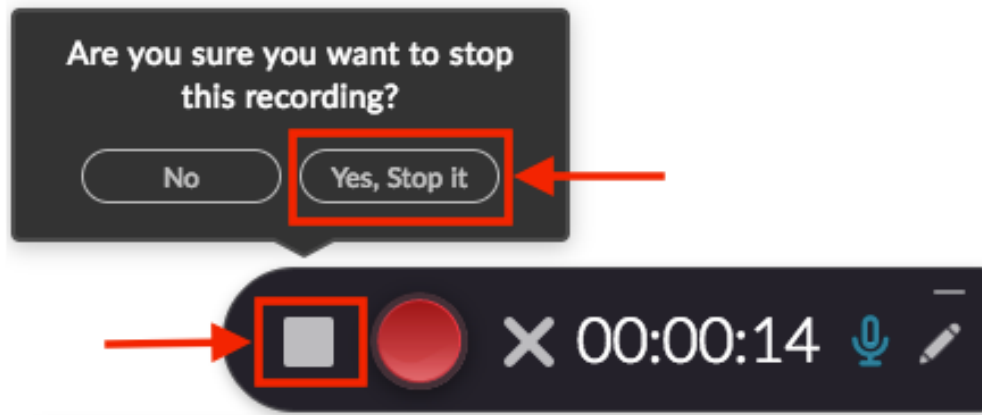 Are you sure you want to stop
this recording?
No
Yes, Stop it
00:00:14